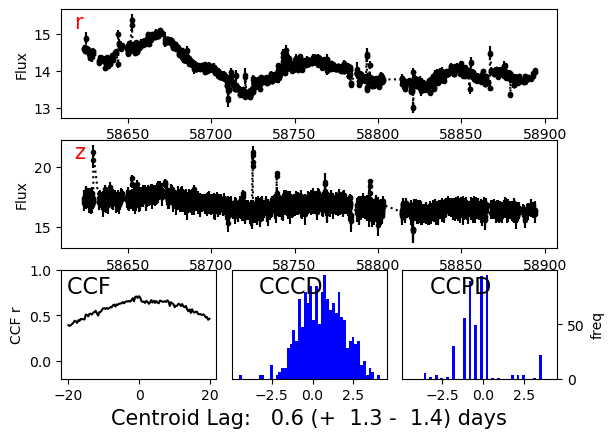 r
Flux
15
14
13
58650 58700 58750 58800 58850 58900
z
Flux
20
15
58650 58700 58750 58800 58850 58900
CCF
CCF r
1.0
0.5
0.0
−20 0 20
CCCD
−2.5 0.0 2.5
CCPD
−2.5 0.0 2.5
50
0
freq
Centroid Lag: 0.6 (+ 1.3 - 1.4) days